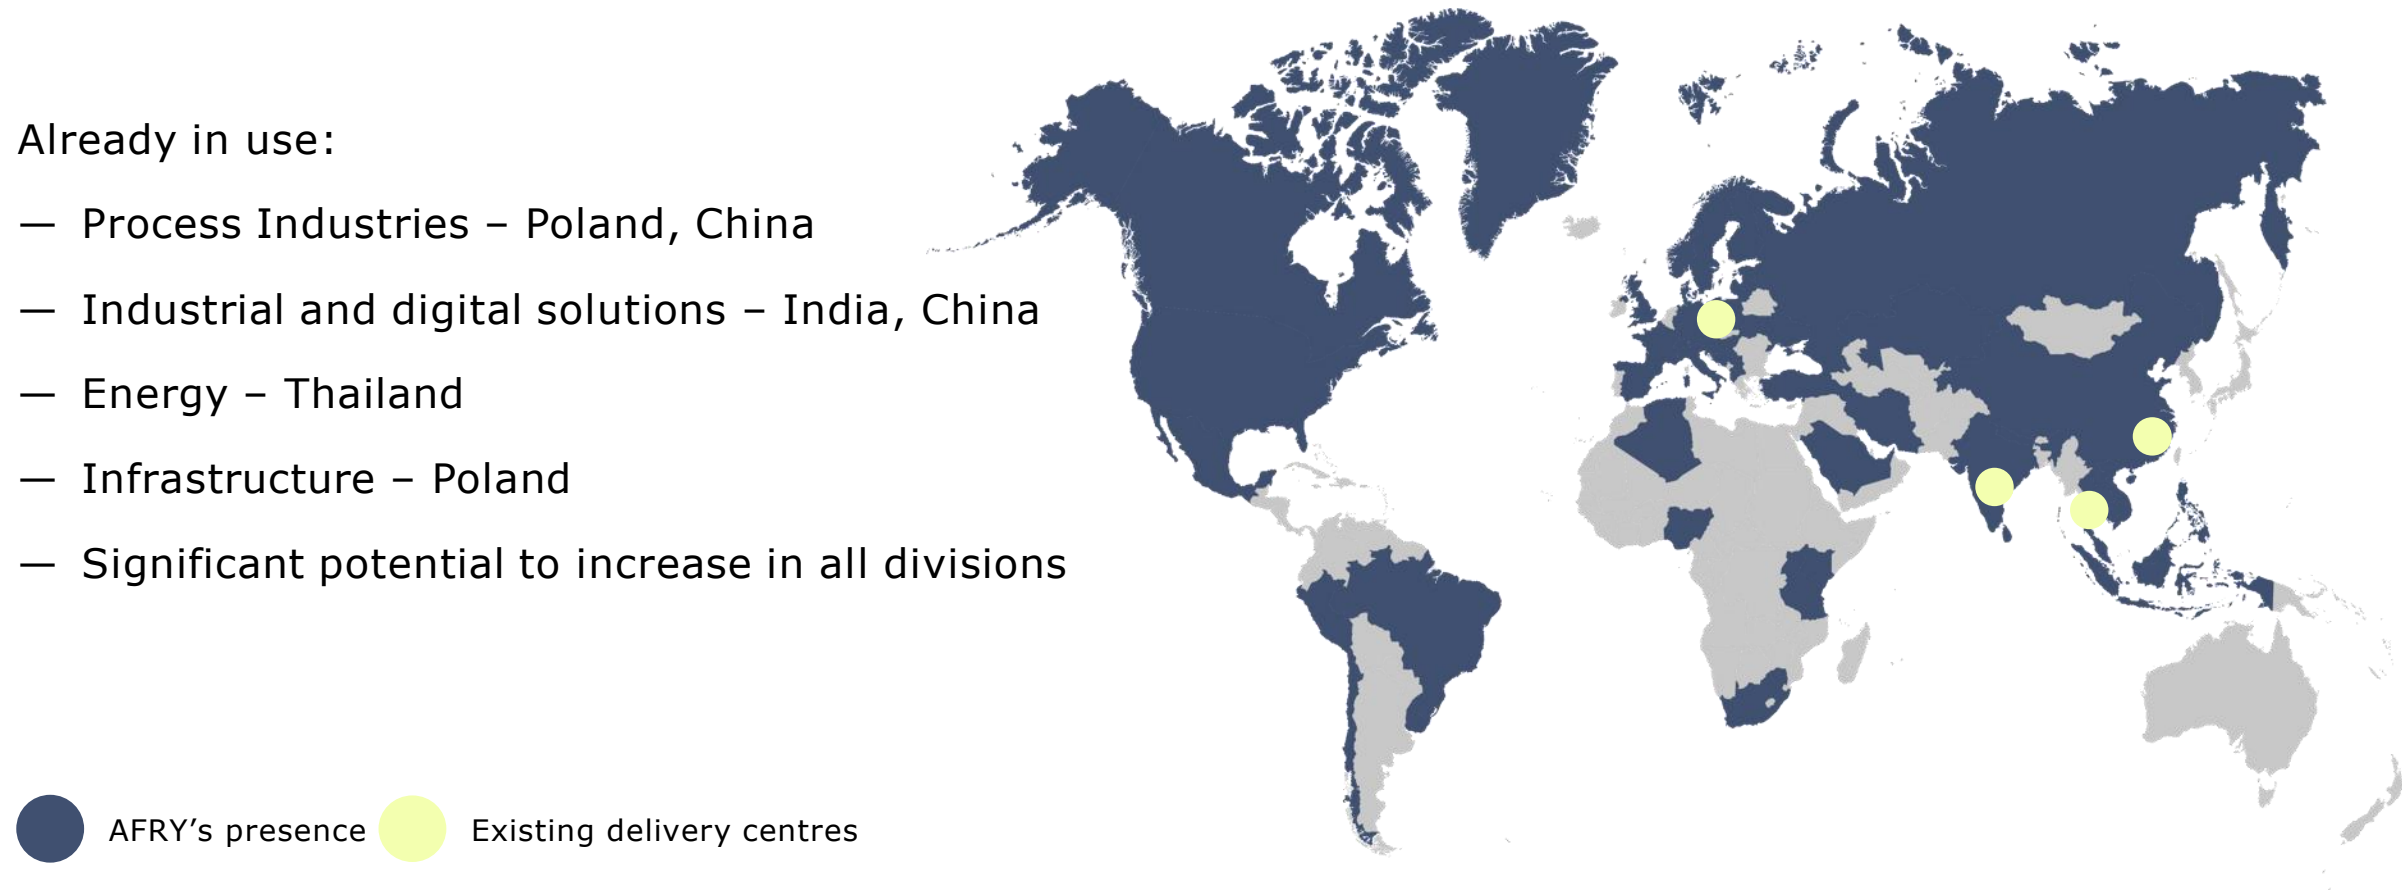 Already in use:
— Process Industries – Poland, China
— Industrial and digital solutions – India, China
— Energy – Thailand
— Infrastructure – Poland
— Significant potential to increase in all divisions
AFRY’s presence
Existing delivery centres